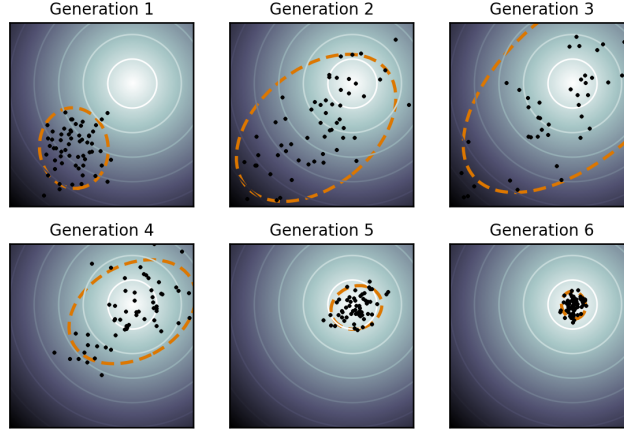 Generation 1
Generation 2
Generation 3
Generation 4
Generation 5
Generation 6